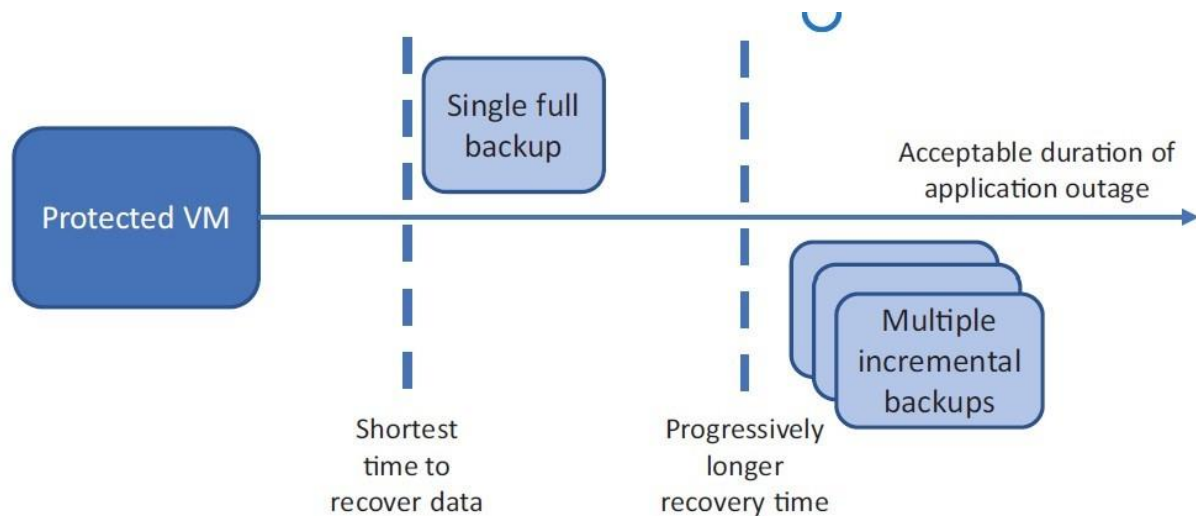 Single full
backup
Acceptable duration of
application outage
Protected VM
Multiple
incremental
backups
Shortest
time to
recover data
Progressively
longer
recovery time